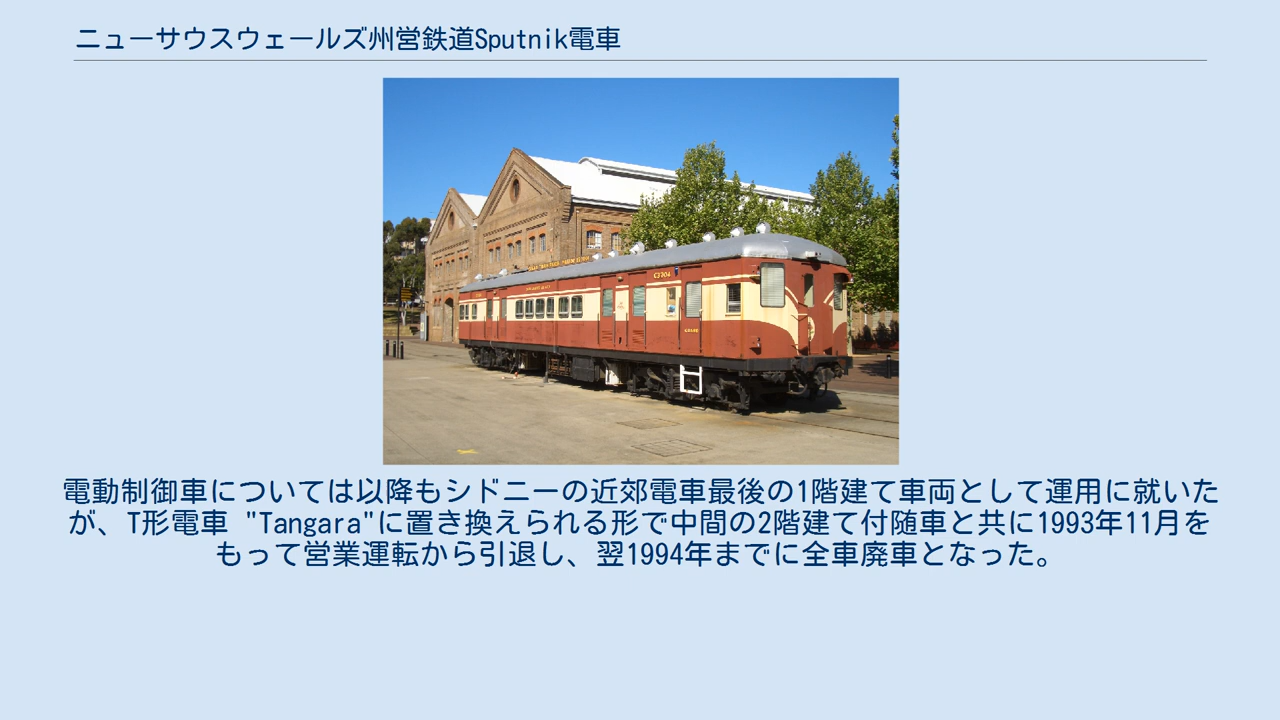 ニューサウスウェールズ州営鉄道Sputnik電車
電動制御車については以降もシドニーの近郊電車最後の1階建て車両として運用に就いた
が、T形電車 "Tangara"に置き換えられる形で中間の2階建て付随車と共に1993年11月を
もって営業運転から引退し、翌1994年までに全車廃車となった。